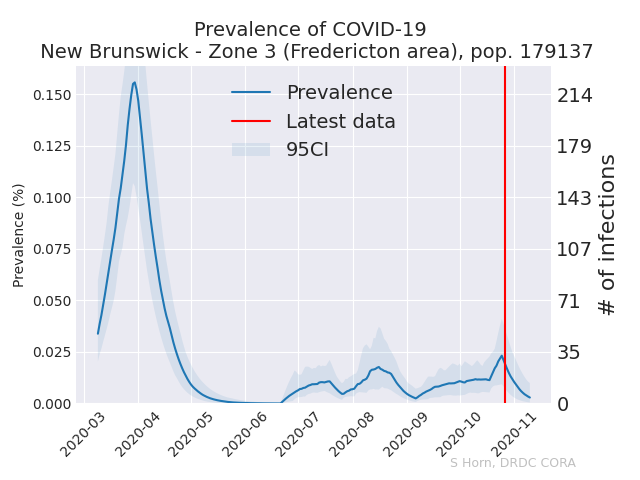 Prevalence of COVID-19
New Brunswick - Zone 3 (Fredericton area), pop. 179137
Prevalence
Latest data
95CI
0.150
0.125
0.100
0.075
0.050
0.025
0.000
Prevalence (%)
214
179
143
107
71
35
0
# of infections
2020-03
2020-04
2020-05
2020-06
2020-07
2020-08
2020-09
2020-10
2020-11
S Horn, DRDC CORA